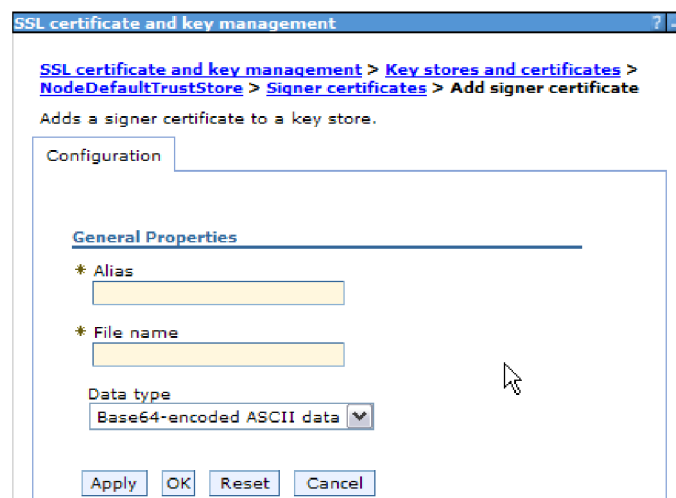 SSL certificate and key management ? -
SSL certificate and key management > Key stores and certificates >
NodeDefaultTrustStore > Signer certificates > Add signer certificate
Adds a signer certificate to a key store.
Configuration
General Properties
* Alias
* File name
Data type
Base64-encoded ASCII data
Apply OK Reset Cancel